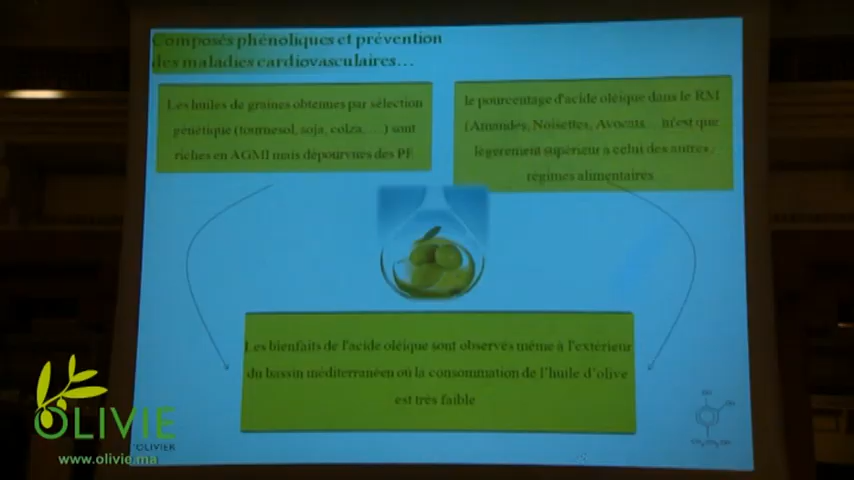 Composés phénoliques et prévention
des maladies cardiovasculaires...
Les huiles de graines obtenues par sélection
génétique (tournesol, soja, colza, ...) sont
riches en AGMI mais dépourvues des PF
le pourcentage d'acide oléique dans le RM
(Amandes, Noisettes, Avocats... n'est que
légèrement supérieur à celui des autres
régimes alimentaires
Les bienfaits de l'acide oléique sont observés même à l'extérieur
du bassin méditerranéen où la consommation de l'huile d'olive
est très faible
OLIVIE
L'OLIVIER
www.olivie.ma